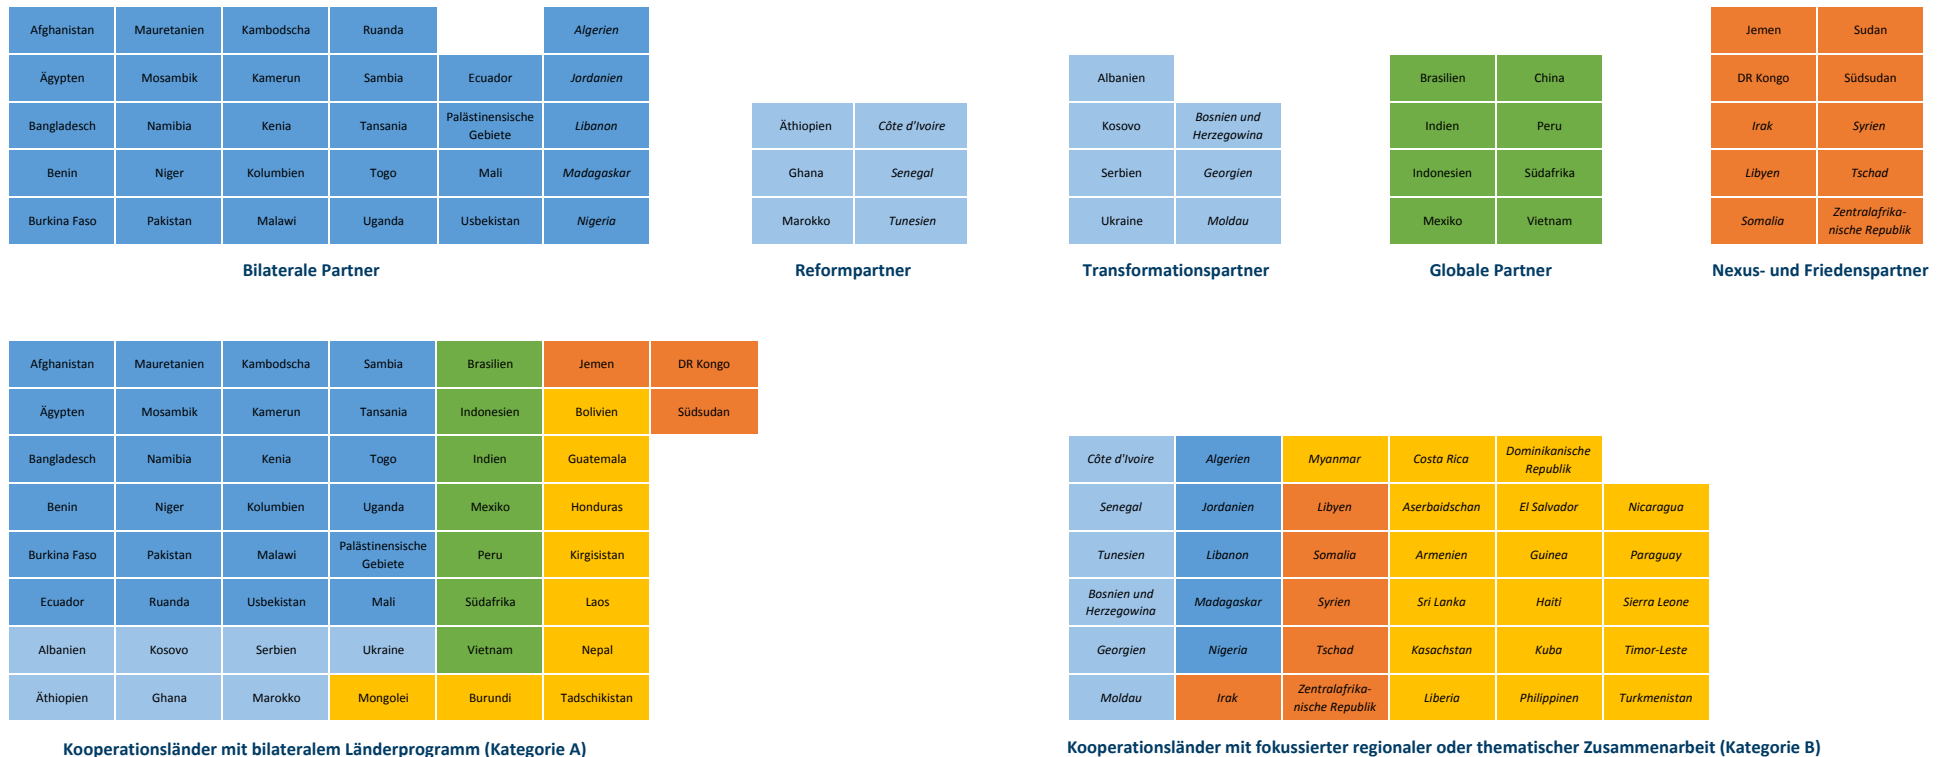 Afghanistan Mauretanien Kambodscha Ruanda Algerien
Ägypten Mosambik Kamerun Sambia Ecuador Jordanien
Bangladesch Namibia Kenia Tansania Palästinensische Gebiete Libanon
Benin Niger Kolumbien Togo Mali Madagaskar
Burkina Faso Pakistan Malawi Uganda Usbekistan Nigeria
Bilaterale Partner
Äthiopien Côte d'Ivoire
Ghana Senegal
Marokko Tunesien
Reformpartner
Albanien
Kosovo Bosnien und Herzegowina
Serbien Georgien
Ukraine Moldau
Transformationspartner
Brasilien China
Indien Peru
Indonesien Südafrika
Mexiko Vietnam
Globale Partner
Jemen Sudan
DR Kongo Südsudan
Irak Syrien
Libyen Tschad
Somalia Zentralafrika-
nische Republik
Nexus- und Friedenspartner
Afghanistan Mauretanien Kambodscha Sambia Brasilien Jemen DR Kongo
Ägypten Mosambik Kamerun Tansania Indonesien Bolivien Südsudan
Bangladesch Namibia Kenia Togo Indien Guatemala
Benin Niger Kolumbien Uganda Mexiko Honduras
Burkina Faso Pakistan Malawi Palästinensische Gebiete Peru Kirgisistan
Ecuador Ruanda Usbekistan Mali Südafrika Laos
Albanien Kosovo Serbien Ukraine Vietnam Nepal
Äthiopien Ghana Marokko Mongolei Burundi Tadschikistan
Kooperationsländer mit bilateralem Länderprogramm (Kategorie A)
Côte d'Ivoire Algerien Myanmar Costa Rica Dominikanische Republik
Senegal Jordanien Libyen Aserbaidschan El Salvador Nicaragua
Tunesien Libanon Somalia Armenien Guinea Paraguay
Bosnien und Herzegowina Madagaskar Syrien Sri Lanka Haiti Sierra Leone
Georgien Nigeria Tschad Kasachstan Kuba Timor-Leste
Moldau Irak Zentralafrika-
nische Republik Liberia Philippinen Turkmenistan
Kooperationsländer mit fokussierter regionaler oder thematischer Zusammenarbeit (Kategorie B)